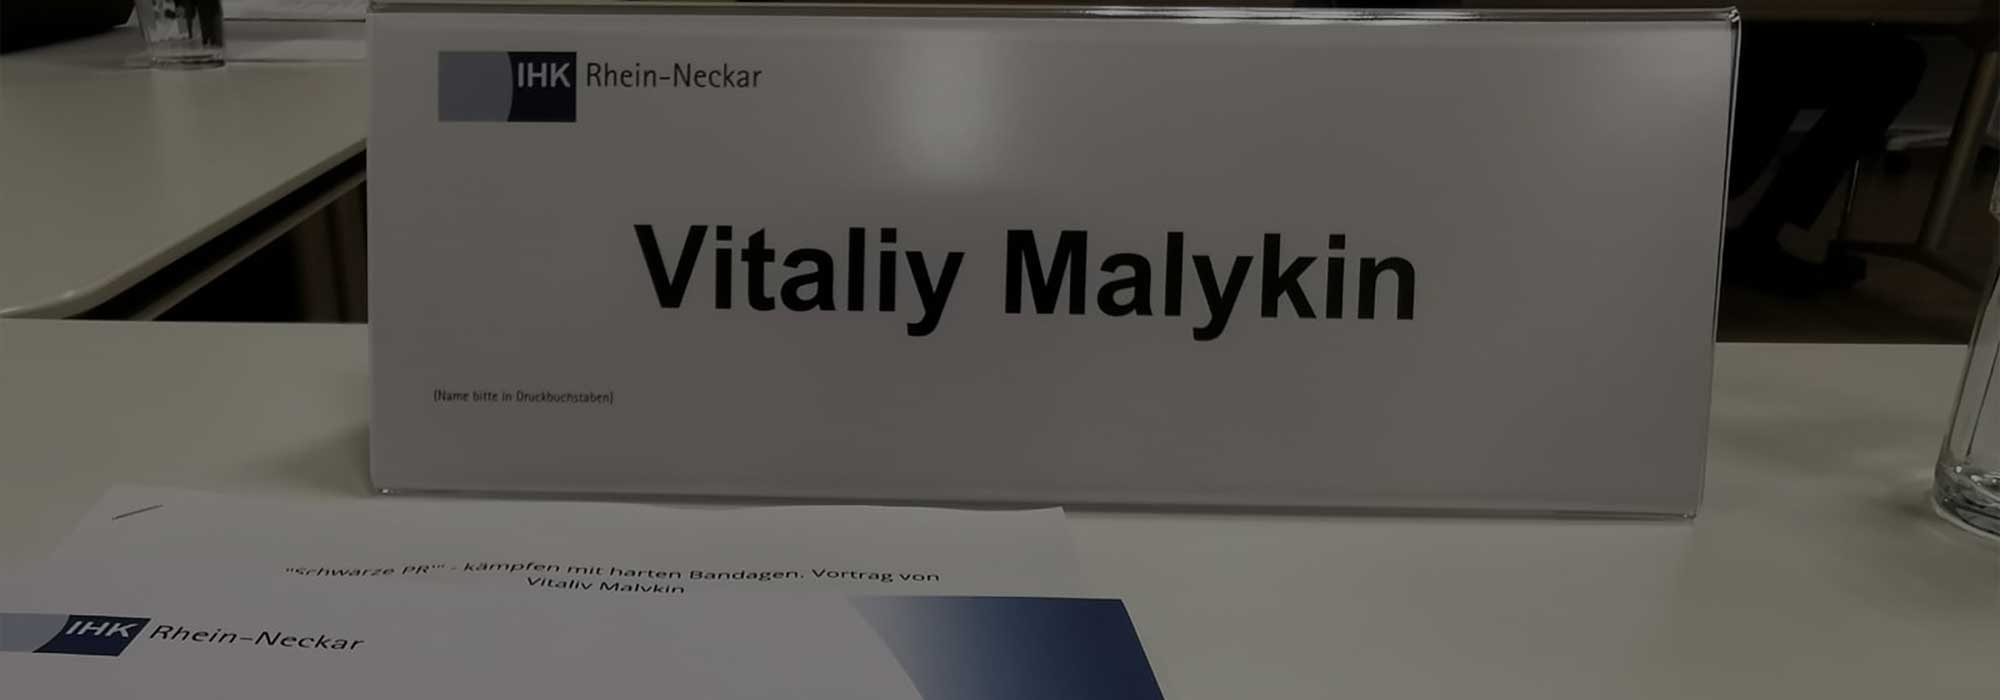 IHK Rhein-Neckar
Vitaliy Malykin
(Name bitte in Druckbuchstaben)
"Schwarze PR"" - kämpfen mit harten Bandagen. Vortrag von
Vitaliy Malykin
IHK Rhein-Neckar